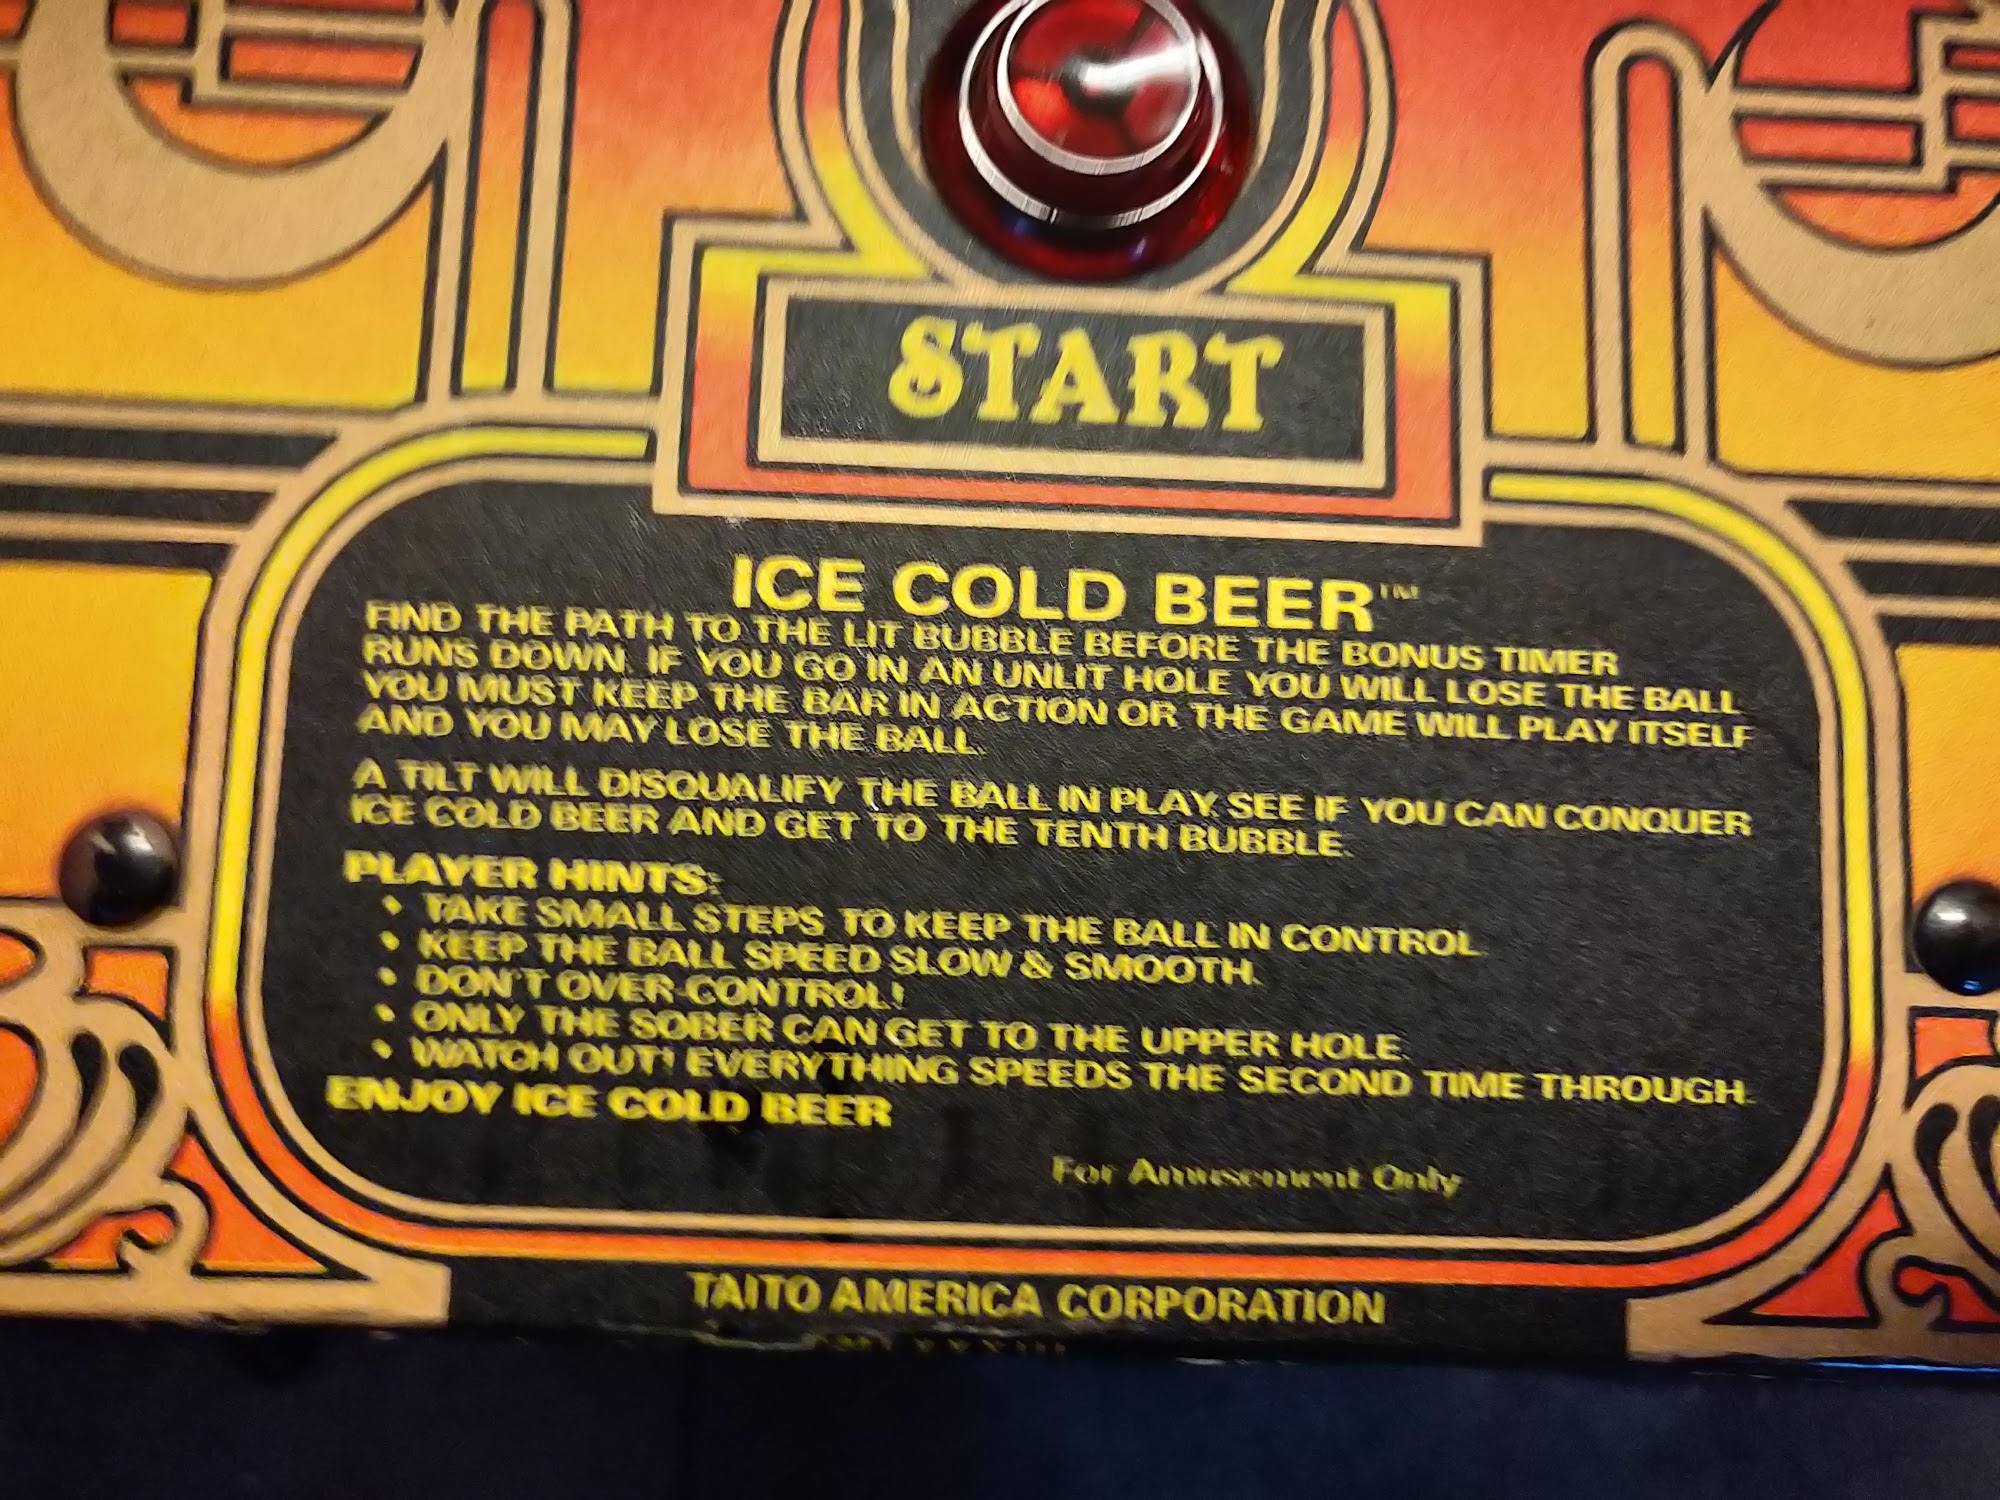 START
ICE COLD BEER™
FIND THE PATH TO THE LIT BUBBLE BEFORE THE BONUS TIMER
RUNS DOWN. IF YOU GO IN AN UNLIT HOLE YOU WILL LOSE THE BALL
YOU MUST KEEP THE BAR IN ACTION OR THE GAME WILL PLAY ITSELF
AND YOU MAY LOSE THE BALL.
A TILT WILL DISQUALIFY THE BALL IN PLAY. SEE IF YOU CAN CONQUER
ICE COLD BEER AND GET TO THE TENTH BUBBLE.
PLAYER HINTS:
• TAKE SMALL STEPS TO KEEP THE BALL IN CONTROL.
• KEEP THE BALL SPEED SLOW & SMOOTH.
• DON'T OVER-CONTROL!
• ONLY THE SOBER CAN GET TO THE UPPER HOLE.
• WATCH OUT! EVERYTHING SPEEDS THE SECOND TIME THROUGH.
ENJOY ICE COLD BEER
For Amusement Only
TAITO AMERICA CORPORATION